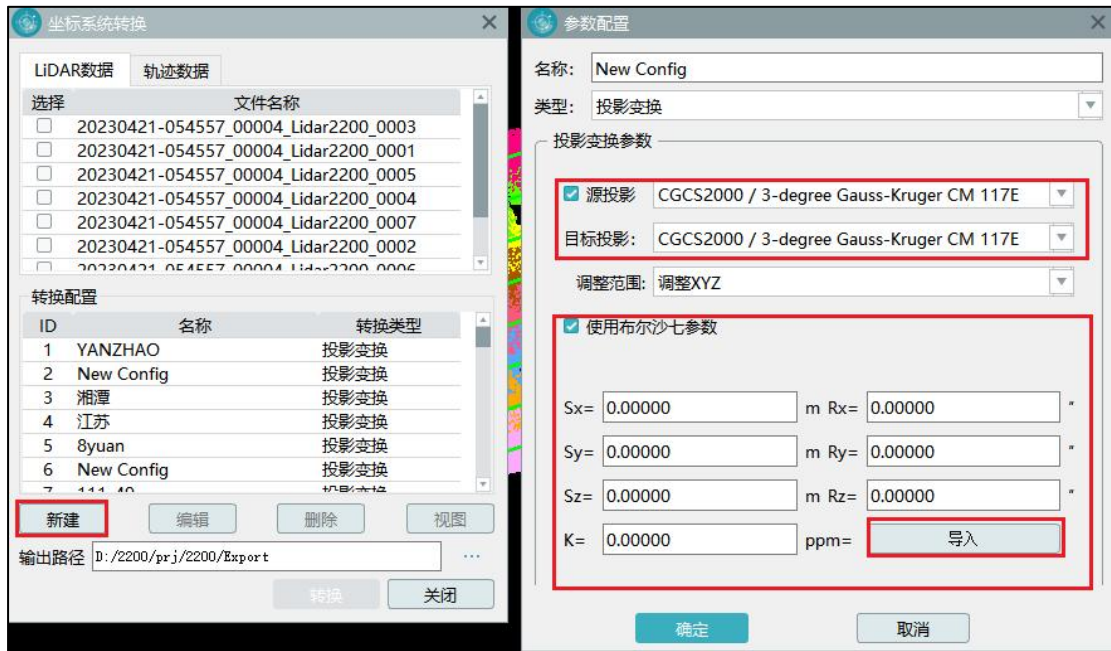 坐标系统转换
LiDAR数据 轨迹数据
选择 文件名称
20230421-054557_00004_Lidar2200_0003
20230421-054557_00004_Lidar2200_0001
20230421-054557_00004_Lidar2200_0005
20230421-054557_00004_Lidar2200_0004
20230421-054557_00004_Lidar2200_0007
20230421-054557_00004_Lidar2200_0002
20230421-054557_00004_Lidar2200_0006
转换配置
ID 名称 转换类型
1 YANZHAO 投影变换
2 New Config 投影变换
3 湘潭 投影变换
4 江苏 投影变换
5 8yuan 投影变换
6 New Config 投影变换
7 投影变换
新建 编辑 删除 视图
输出路径 D:/2200/prj/2200/Export ...
转换 关闭
参数配置
名称: New Config
类型: 投影变换
投影变换参数
源投影 CGCS2000 / 3-degree Gauss-Kruger CM 117E
目标投影: CGCS2000 / 3-degree Gauss-Kruger CM 117E
调整范围: 调整XYZ
使用布尔沙七参数
Sx= 0.00000 m Rx= 0.00000 "
Sy= 0.00000 m Ry= 0.00000 "
Sz= 0.00000 m Rz= 0.00000 "
K= 0.00000 ppm= 导入
确定 取消